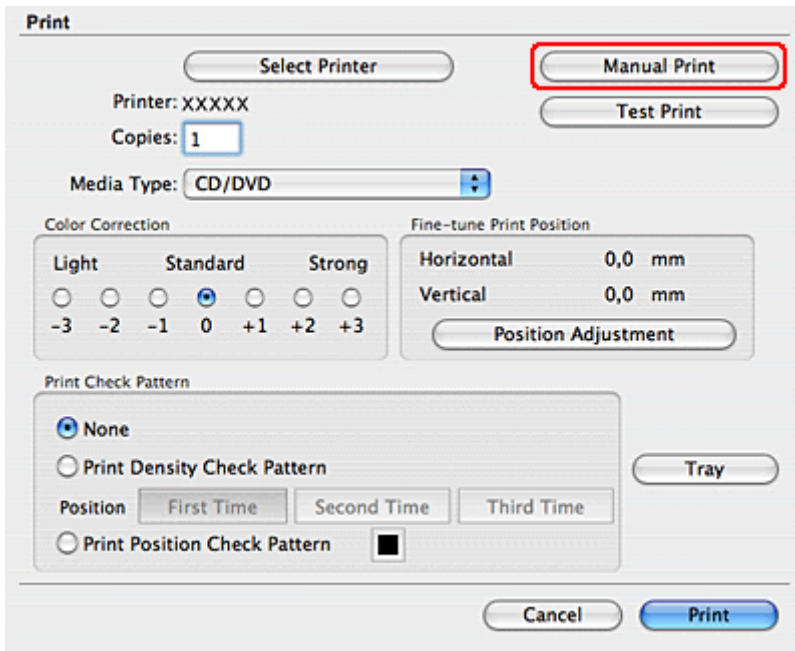 Print
Select Printer
Manual Print
Printer: XXXXX
Test Print
Copies: 1
Media Type: CD/DVD
Color Correction
Fine-tune Print Position
Light Standard Strong
Horizontal 0,0 mm
Vertical 0,0 mm
-3 -2 -1 0 +1 +2 +3
Position Adjustment
Print Check Pattern
None
Print Density Check Pattern
Tray
Position First Time Second Time Third Time
Print Position Check Pattern
Cancel Print